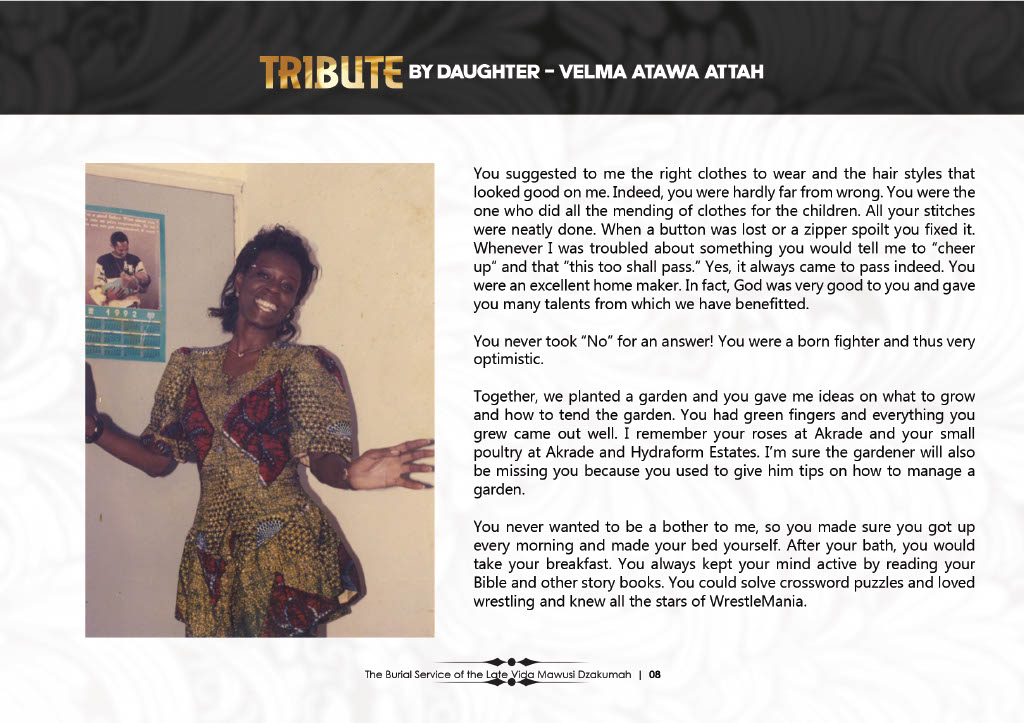 TRIBUTE BY DAUGHTER – VELMA ATAWA ATTAH
1992
You suggested to me the right clothes to wear and the hair styles that
looked good on me. Indeed, you were hardly far from wrong. You were the
one who did all the mending of clothes for the children. All your stitches
were neatly done. When a button was lost or a zipper spoilt you fixed it.
Whenever I was troubled about something you would tell me to “cheer
up” and that “this too shall pass.” Yes, it always came to pass indeed. You
were an excellent home maker. In fact, God was very good to you and gave
you many talents from which we have benefitted.
You never took “No” for an answer! You were a born fighter and thus very
optimistic.
Together, we planted a garden and you gave me ideas on what to grow
and how to tend the garden. You had green fingers and everything you
grew came out well. I remember your roses at Akrade and your small
poultry at Akrade and Hydraform Estates. I’m sure the gardener will also
be missing you because you used to give him tips on how to manage a
garden.
You never wanted to be a bother to me, so you made sure you got up
every morning and made your bed yourself. After your bath, you would
take your breakfast. You always kept your mind active by reading your
Bible and other story books. You could solve crossword puzzles and loved
wrestling and knew all the stars of WrestleMania.
The Burial Service of the Late Vida Mawusi Dzakumah | 08